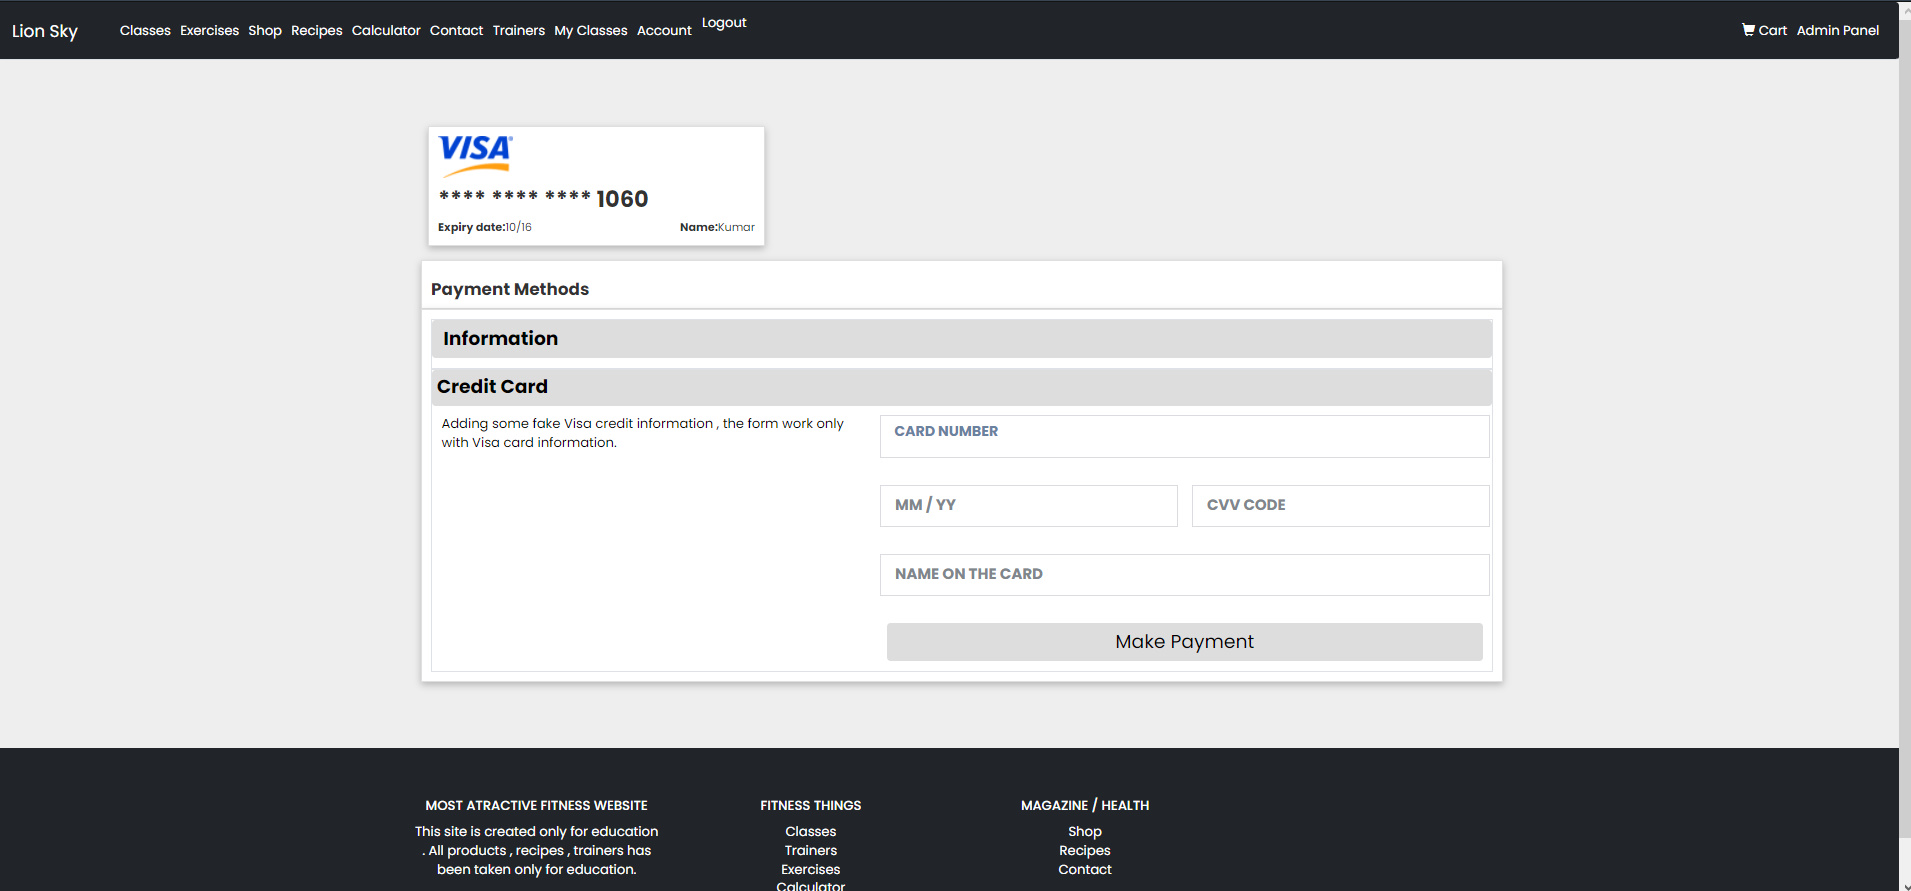 Lion Sky
Classes Exercises Shop Recipes Calculator Contact Trainers My Classes Account Logout
Cart Admin Panel
VISA
**** **** **** 1060
Expiry date:10/16 Name:Kumar
Payment Methods
Information
Credit Card
Adding some fake Visa credit information , the form work only
with Visa card information.
CARD NUMBER
MM / YY CVV CODE
NAME ON THE CARD
Make Payment
MOST ATRACTIVE FITNESS WEBSITE
This site is created only for education
. All products , recipes , trainers has
been taken only for education.
FITNESS THINGS
Classes
Trainers
Exercises
Calculator
MAGAZINE / HEALTH
Shop
Recipes
Contact